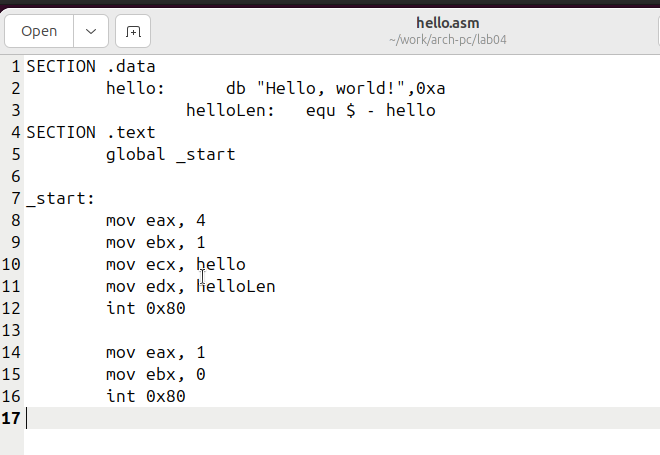 Open
hello.asm
~/work/arch-pc/lab04
1 SECTION .data
2 hello: db "Hello, world!",0xa
3 helloLen: equ $ - hello
4 SECTION .text
5 global _start
6
7 _start:
8 mov eax, 4
9 mov ebx, 1
10 mov ecx, hello
11 mov edx, helloLen
12 int 0x80
13
14 mov eax, 1
15 mov ebx, 0
16 int 0x80
17